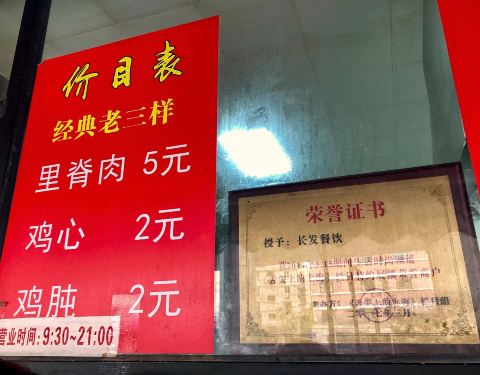 价目表
经典老三样
里脊肉 5元
鸡心 2元
鸡肫 2元
营业时间:9:30~21:00
荣誉证书
授予:长发餐饮